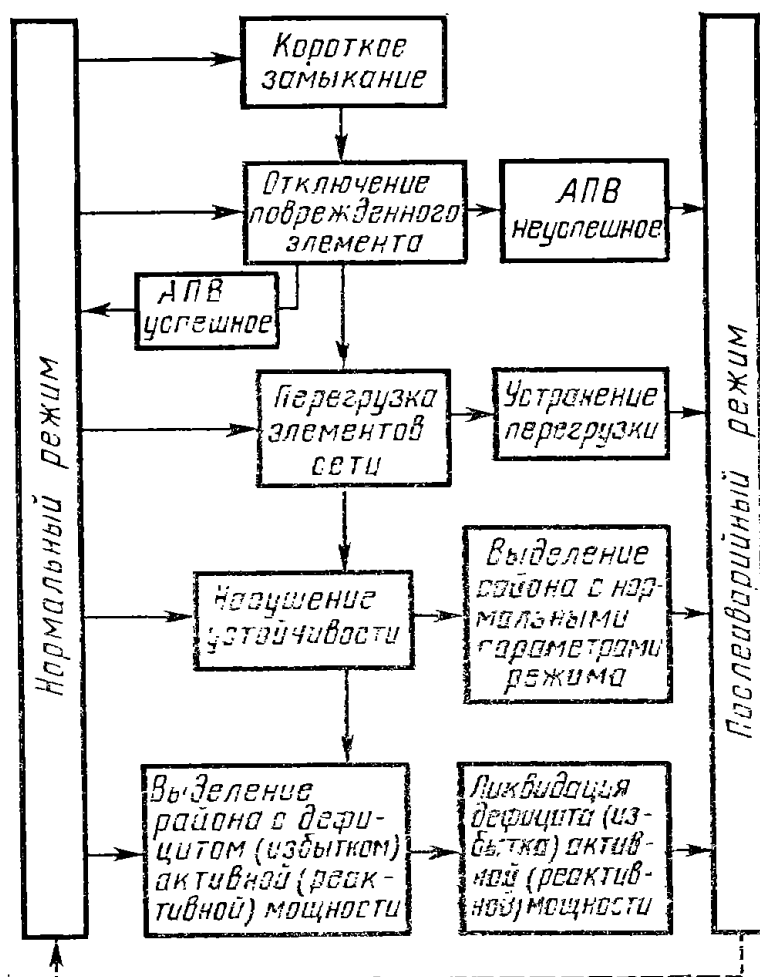 Короткое
замыкание
Отключение
поврежденного
элемента
АПВ
неуспешное
АПВ
успешное
Перегрузка
элементов
сети
Устранение
перегрузки
Нарушение
устойчивости
Выделение
района с нор-
мальными
параметрами
режима
Выделение
района с дефи-
цитом (избытком)
активной (реак-
тивной) мощности
Ликвидация
дефицита (из-
бытка) актив-
ной (реактив-
ной) мощности
Нормальный режим
Послеаварийный режим